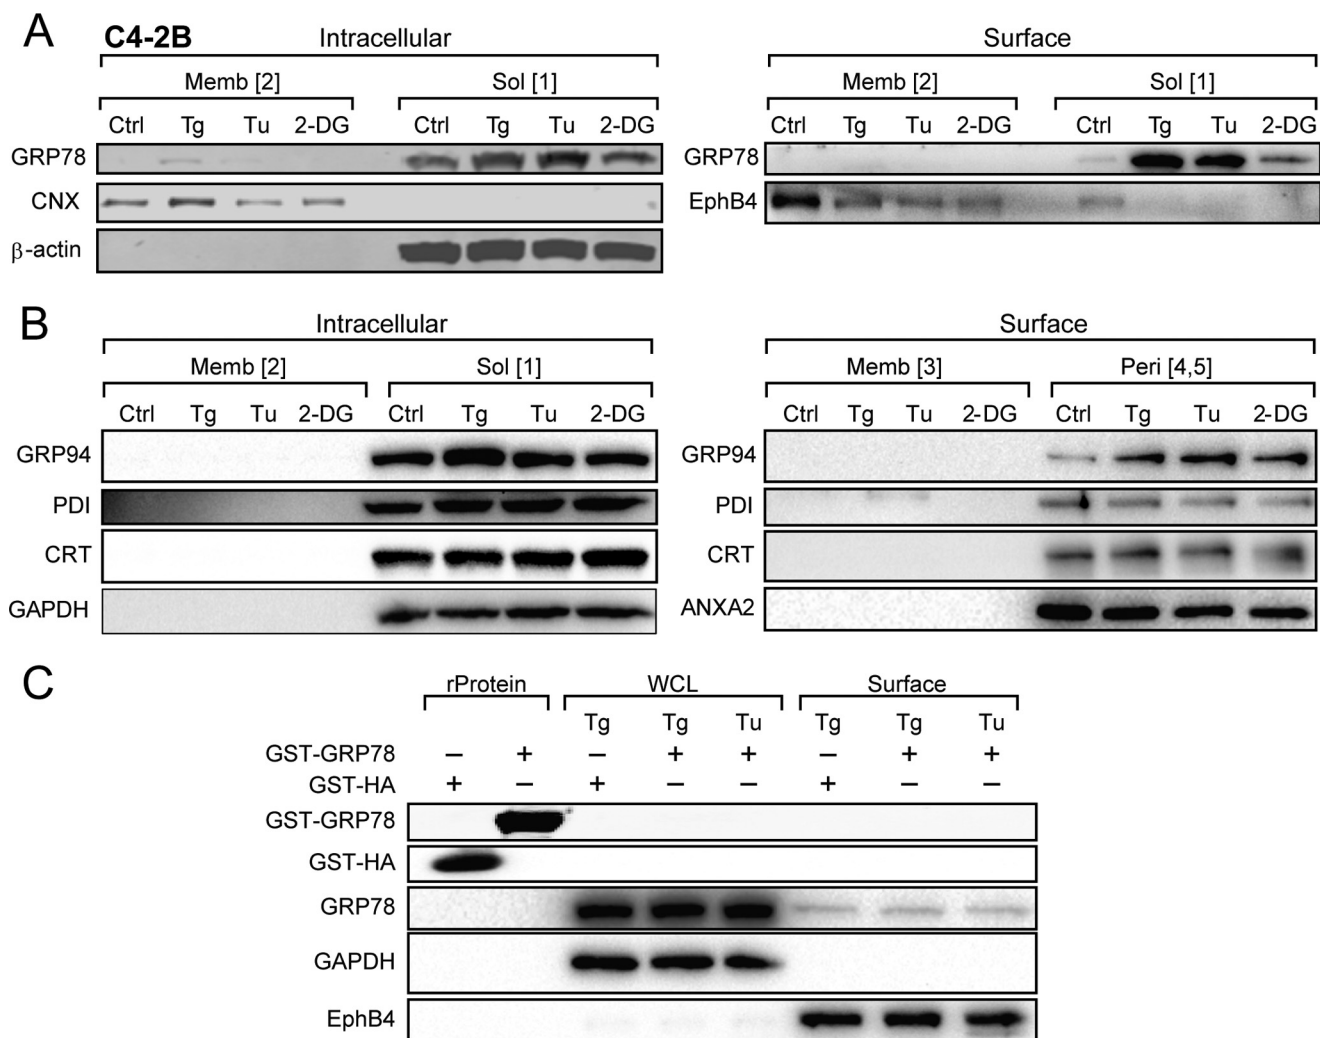 A C4-2B Intracellular Surface
Memb [2] Sol [1] Memb [2] Sol [1]
Ctrl Tg Tu 2-DG Ctrl Tg Tu 2-DG Ctrl Tg Tu 2-DG Ctrl Tg Tu 2-DG
GRP78 GRP78
CNX EphB4
β-actin
B Intracellular Surface
Memb [2] Sol [1] Memb [3] Peri [4,5]
Ctrl Tg Tu 2-DG Ctrl Tg Tu 2-DG Ctrl Tg Tu 2-DG Ctrl Tg Tu 2-DG
GRP94 GRP94
PDI PDI
CRT CRT
GAPDH ANXA2
C rProtein WCL Surface
Tg Tg Tu Tg Tg Tu
GST-GRP78 – + – + + – + +
GST-HA + – + – – + – –
GST-GRP78
GST-HA
GRP78
GAPDH
EphB4